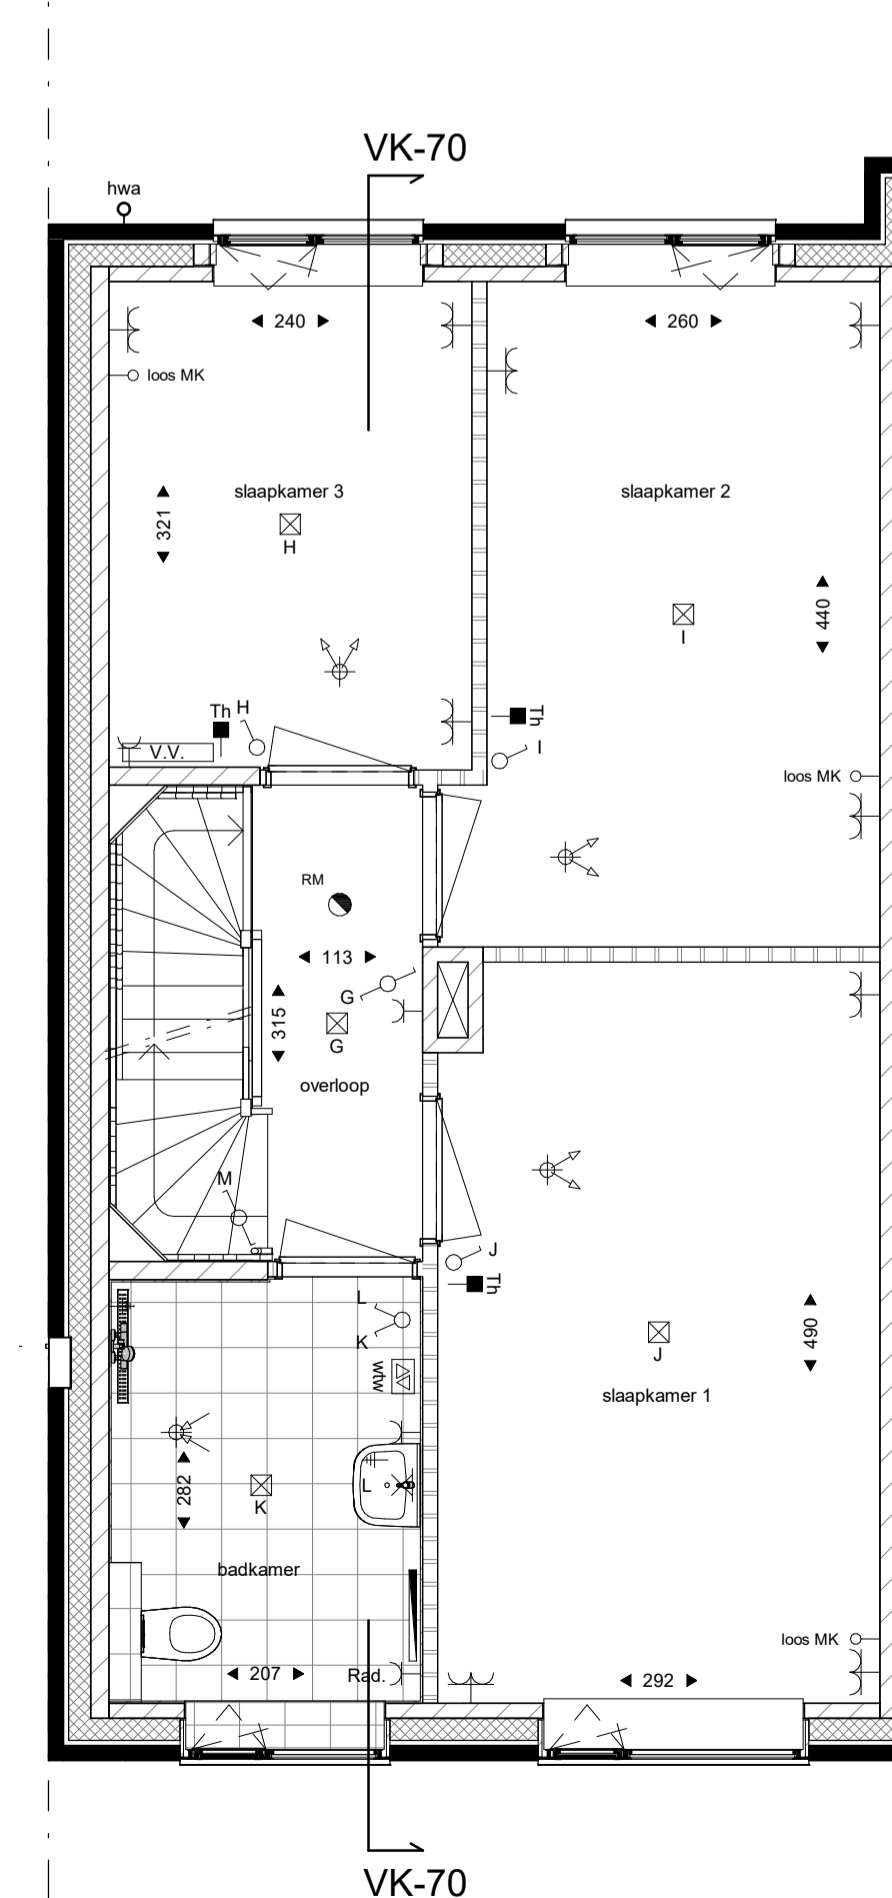 VK-70
hwa
240
260
loos MK
slaapkamer 3
slaapkamer 2
321
H
440
I
Th
H
Th
I
V.V.
loos MK
RM
113
G
315
G
overloop
M
J
Th
L
K
wtw
490
J
slaapkamer 1
282
K
L
badkamer
loos MK
207
Rad.
292
VK-70